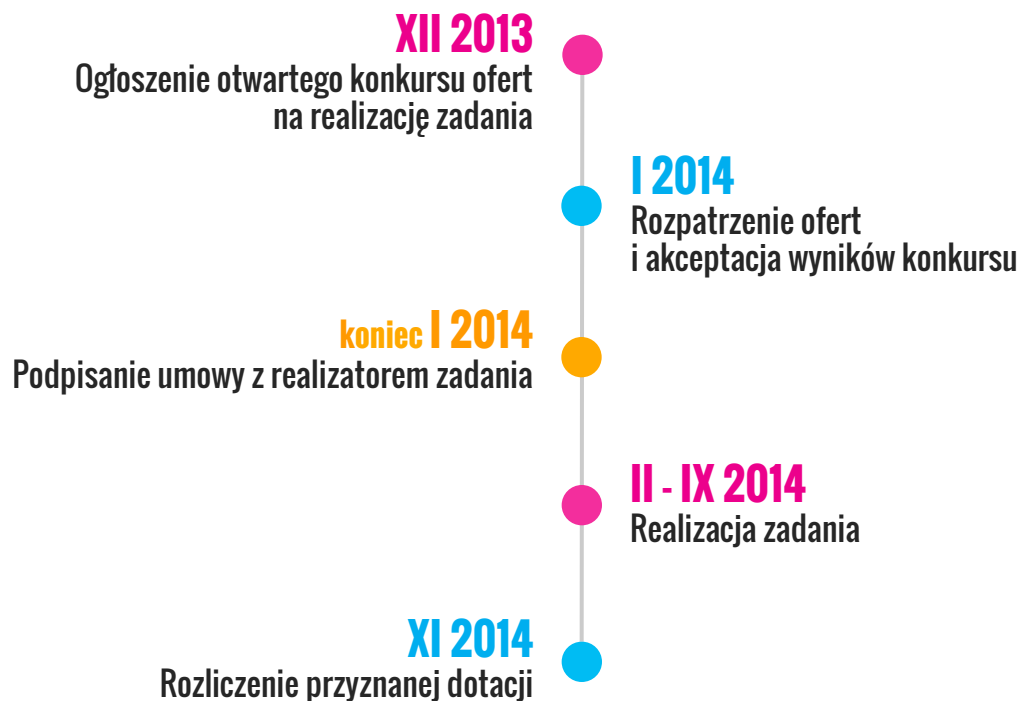 XII 2013
Ogłoszenie otwartego konkursu ofert
na realizację zadania
I 2014
Rozpatrzenie ofert
i akceptacja wyników konkursu
koniec I 2014
Podpisanie umowy z realizatorem zadania
II - IX 2014
Realizacja zadania
XI 2014
Rozliczenie przyznanej dotacji